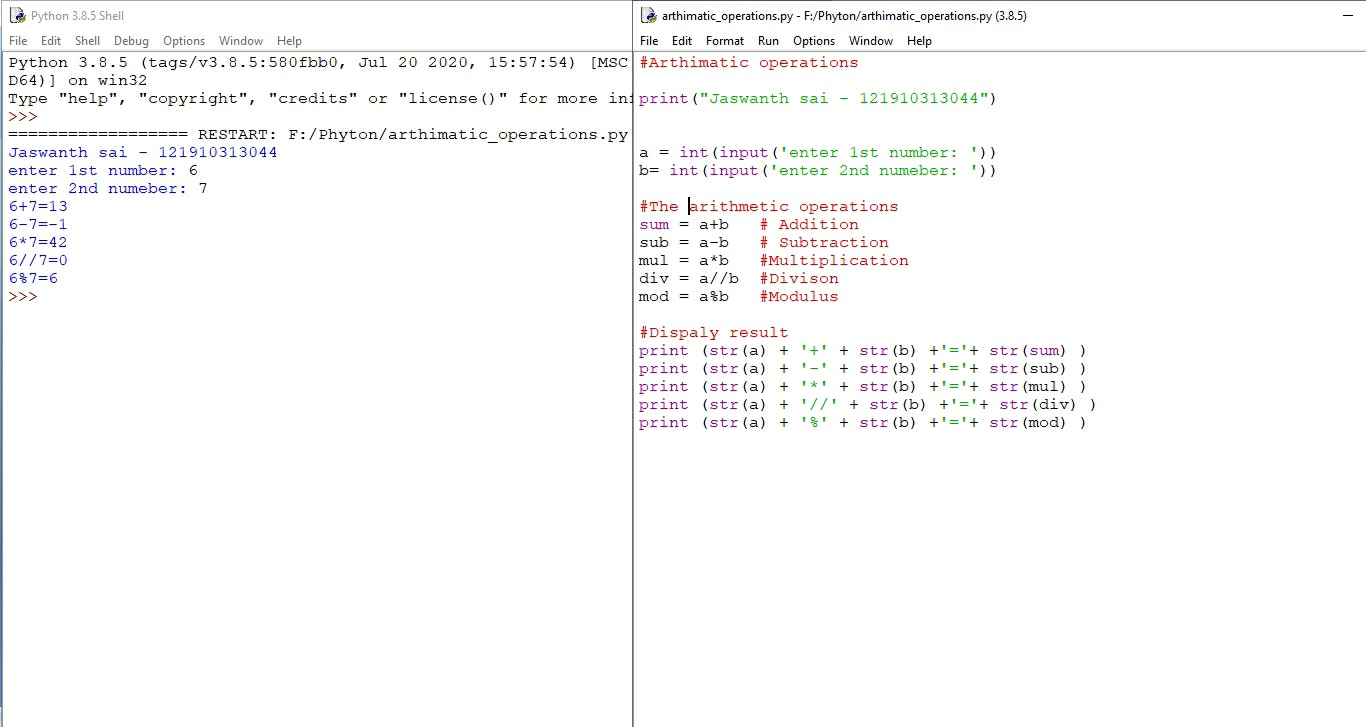 Python 3.8.5 Shell
File Edit Shell Debug Options Window Help
Python 3.8.5 (tags/v3.8.5:580fbb0, Jul 20 2020, 15:57:54) [MSC
D64)] on win32
Type "help", "copyright", "credits" or "license()" for more inf
>>>
================== RESTART: F:/Phyton/arthimatic_operations.py
Jaswanth sai - 121910313044
enter 1st number: 6
enter 2nd numeber: 7
6+7=13
6-7=-1
6*7=42
6//7=0
6%7=6
>>>
arthimatic_operations.py - F:/Phyton/arthimatic_operations.py (3.8.5)
File Edit Format Run Options Window Help
#Arthimatic operations
print("Jaswanth sai - 121910313044")
a = int(input('enter 1st number: '))
b= int(input('enter 2nd numeber: '))
#The arithmetic operations
sum = a+b   # Addition
sub = a-b   # Subtraction
mul = a*b   #Multiplication
div = a//b  #Divison
mod = a%b   #Modulus
#Dispaly result
print (str(a) + '+' + str(b) +'='+ str(sum) )
print (str(a) + '-' + str(b) +'='+ str(sub) )
print (str(a) + '*' + str(b) +'='+ str(mul) )
print (str(a) + '//' + str(b) +'='+ str(div) )
print (str(a) + '%' + str(b) +'='+ str(mod) )